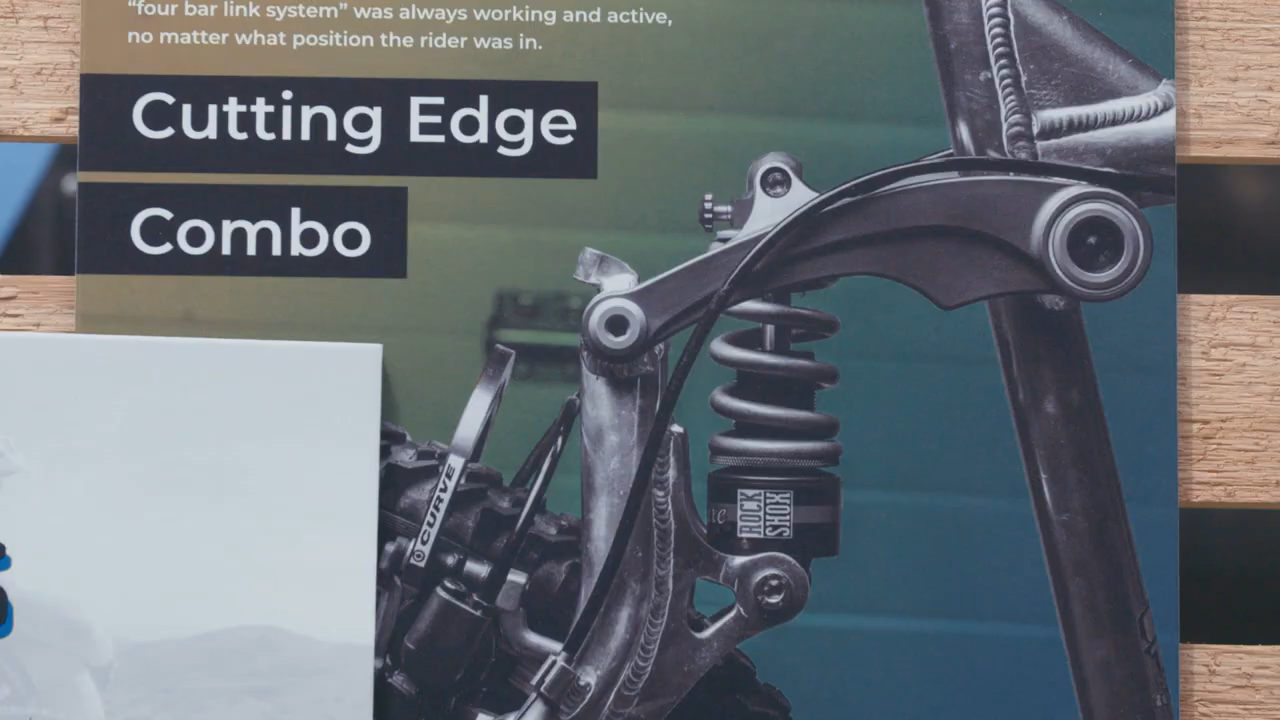 “four bar link system” was always working and active,
no matter what position the rider was in.
Cutting Edge
Combo
CURVE
ROCK
SHOX